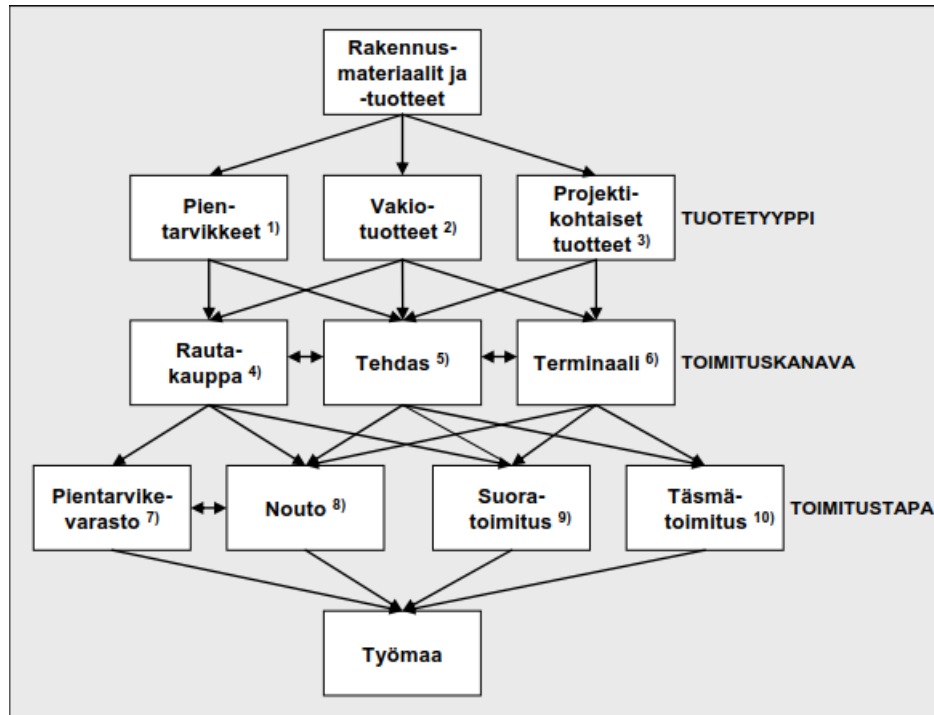 Rakennus-
materiaalit ja
-tuotteet
Pien-
tarvikkeet 1)
Vakio-
tuotteet 2)
Projekti-
kohtaiset
tuotteet 3)
TUOTETYYPPI
Rauta-
kauppa 4)
Tehdas 5)
Terminaali 6)
TOIMITUSKANAVA
Pientarvike-
varasto 7)
Nouto 8)
Suora-
toimitus 9)
Täsmä-
toimitus 10)
TOIMITUSTAPA
Työmaa